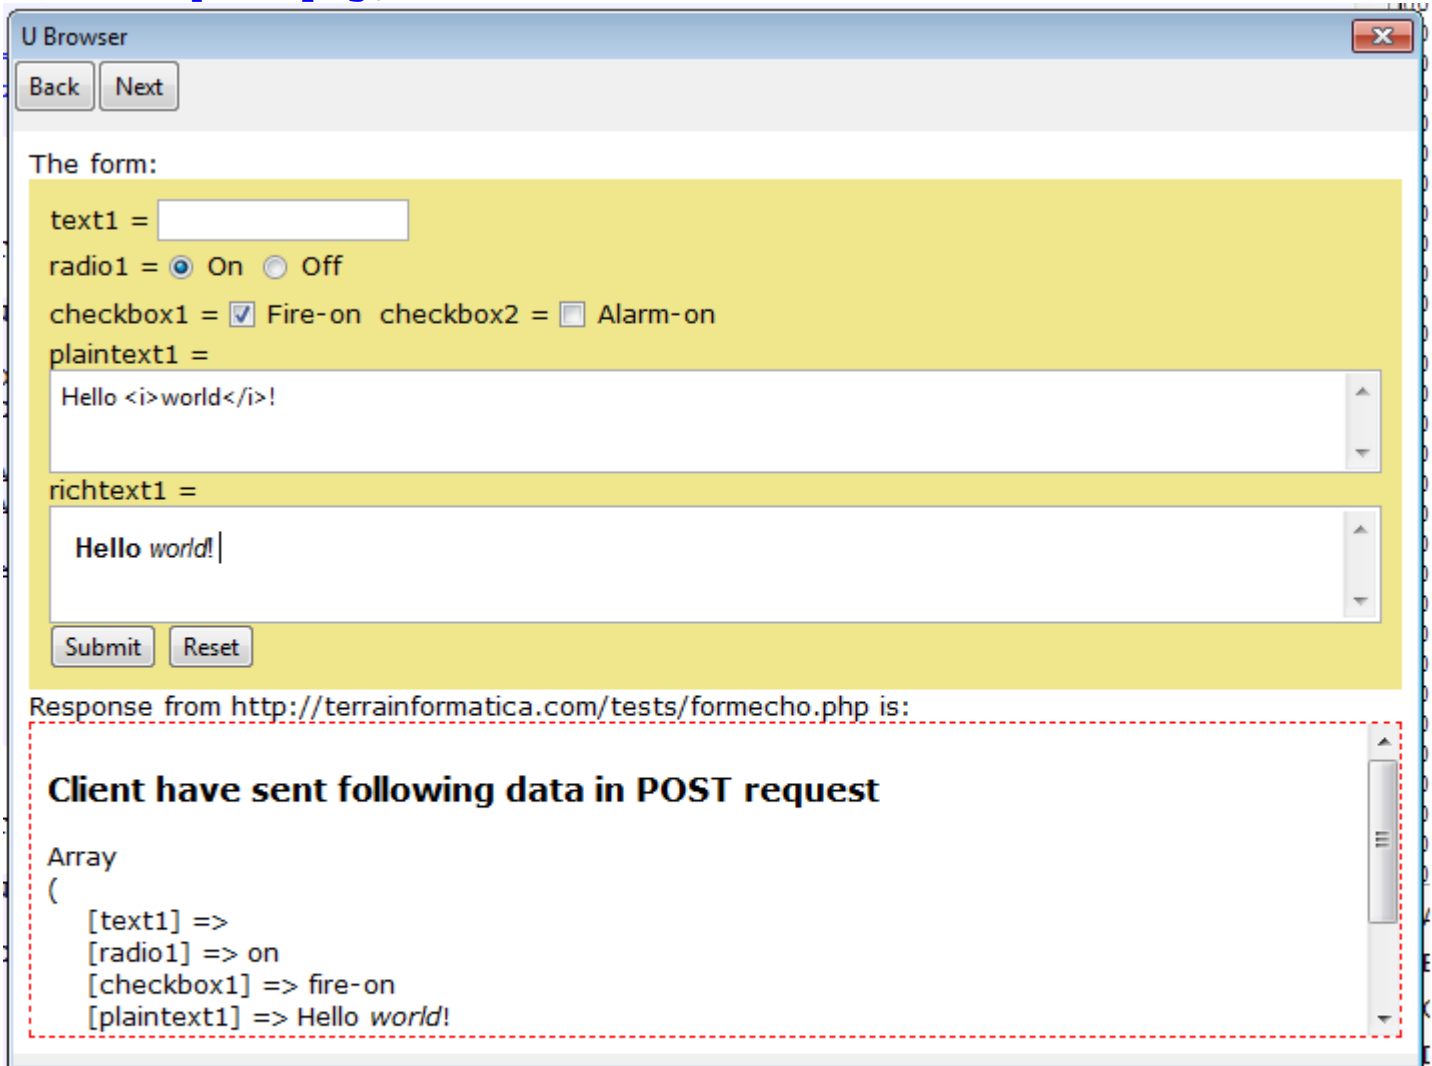 U Browser
Back Next
The form:
text1 =
radio1 = On Off
checkbox1 = Fire-on checkbox2 = Alarm-on
plaintext1 =
Hello <i>world</i>!
richtext1 =
Hello world!
Submit Reset
Response from http://terrainformatica.com/tests/formecho.php is:
Client have sent following data in POST request
Array
(
[text1] =>
[radio1] => on
[checkbox1] => fire-on
[plaintext1] => Hello world!